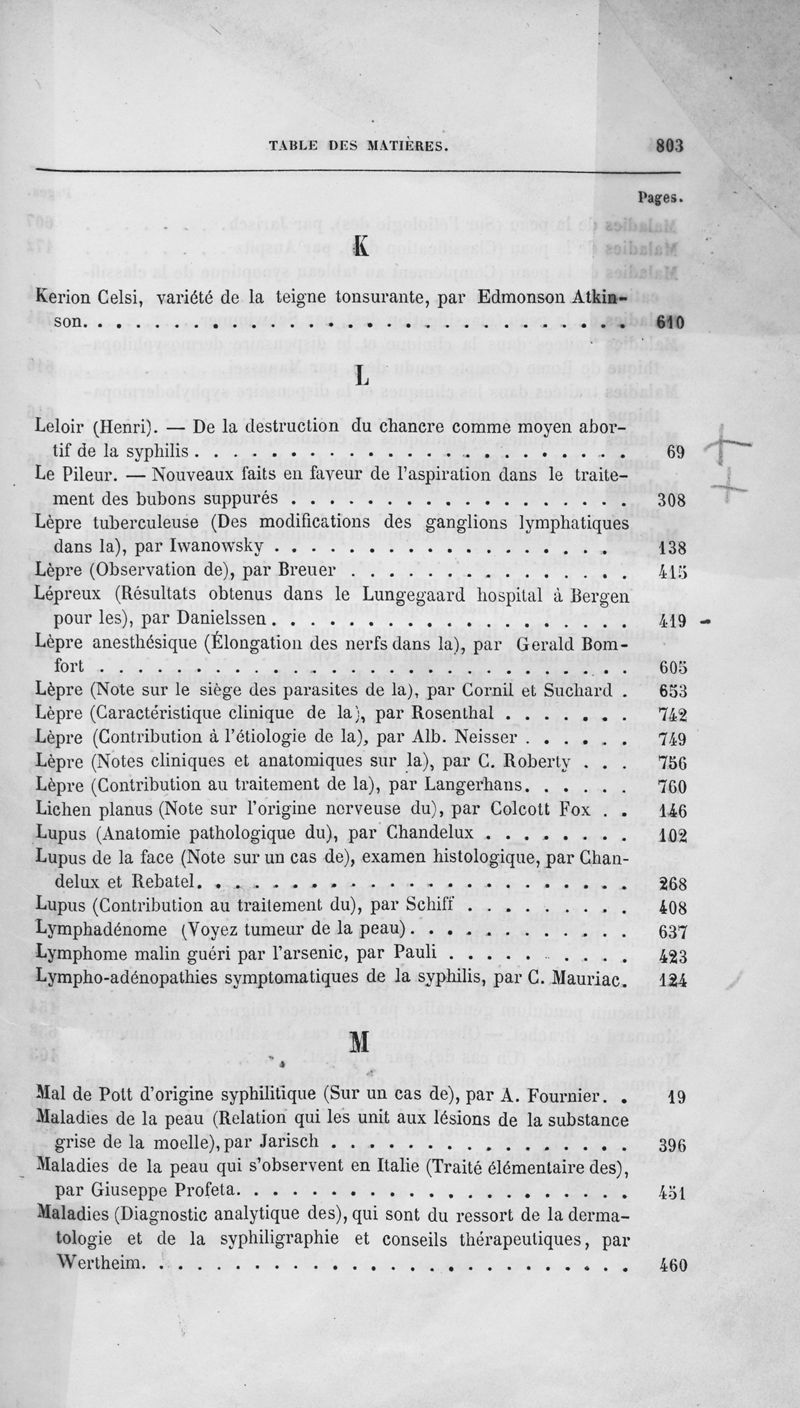 TABLE DES MATIÈRES. 803
Pages.
K
Kerion Celsi, variété de la teigne tonsurante, par Edmonson Atkin-
son. . . . . . . . . . . . . . . . . . . . . . . . . . . . . 610
L
Leloir (Henri). — De la destruction du chancre comme moyen abor-
tif de la syphilis . . . . . . . . . . . . . . . . . . . . . . . 69
Le Pileur. — Nouveaux faits en faveur de l'aspiration dans le traite-
ment des bubons suppurés . . . . . . . . . . . . . . . . . . 308
Lèpre tuberculeuse (Des modifications des ganglions lymphatiques
dans la), par Iwanowsky . . . . . . . . . . . . . . . . . . 138
Lèpre (Observation de), par Breuer . . . . . . . . . . . . . . . 415
Lépreux (Résultats obtenus dans le Lungegaard hospital à Bergen
pour les), par Danielssen . . . . . . . . . . . . . . . . . . . 419
Lèpre anesthésique (Élongation des nerfs dans la), par Gerald Bom-
fort . . . . . . . . . . . . . . . . . . . . . . . . . . . . 605
Lèpre (Note sur le siège des parasites de la), par Cornil et Suchard . 653
Lèpre (Caractéristique clinique de la), par Rosenthal . . . . . . . 742
Lèpre (Contribution à l'étiologie de la), par Alb. Neisser . . . . . . 749
Lèpre (Notes cliniques et anatomiques sur la), par C. Roberty . . . 756
Lèpre (Contribution au traitement de la), par Langerhans. . . . . . 760
Lichen planus (Note sur l'origine nerveuse du), par Colcott Fox . . 146
Lupus (Anatomie pathologique du), par Chandelux . . . . . . . . 102
Lupus de la face (Note sur un cas de), examen histologique, par Chan-
delux et Rebatel. . . . . . . . . . . . . . . . . . . . . . . 268
Lupus (Contribution au traitement du), par Schiff . . . . . . . . . 408
Lymphadénome (Voyez tumeur de la peau) . . . . . . . . . . . . 637
Lymphome malin guéri par l'arsenic, par Pauli . . . . . . . . . . 423
Lympho-adénopathies symptomatiques de la syphilis, par C. Mauriac. 124
M
Mal de Pott d'origine syphilitique (Sur un cas de), par A. Fournier. . 19
Maladies de la peau (Relation qui les unit aux lésions de la substance
grise de la moelle), par Jarisch . . . . . . . . . . . . . . . . 396
Maladies de la peau qui s'observent en Italie (Traité élémentaire des),
par Giuseppe Profeta. . . . . . . . . . . . . . . . . . . . . 451
Maladies (Diagnostic analytique des), qui sont du ressort de la derma-
tologie et de la syphiligraphie et conseils thérapeutiques, par
Wertheim. . . . . . . . . . . . . . . . . . . . . . . . . . 460